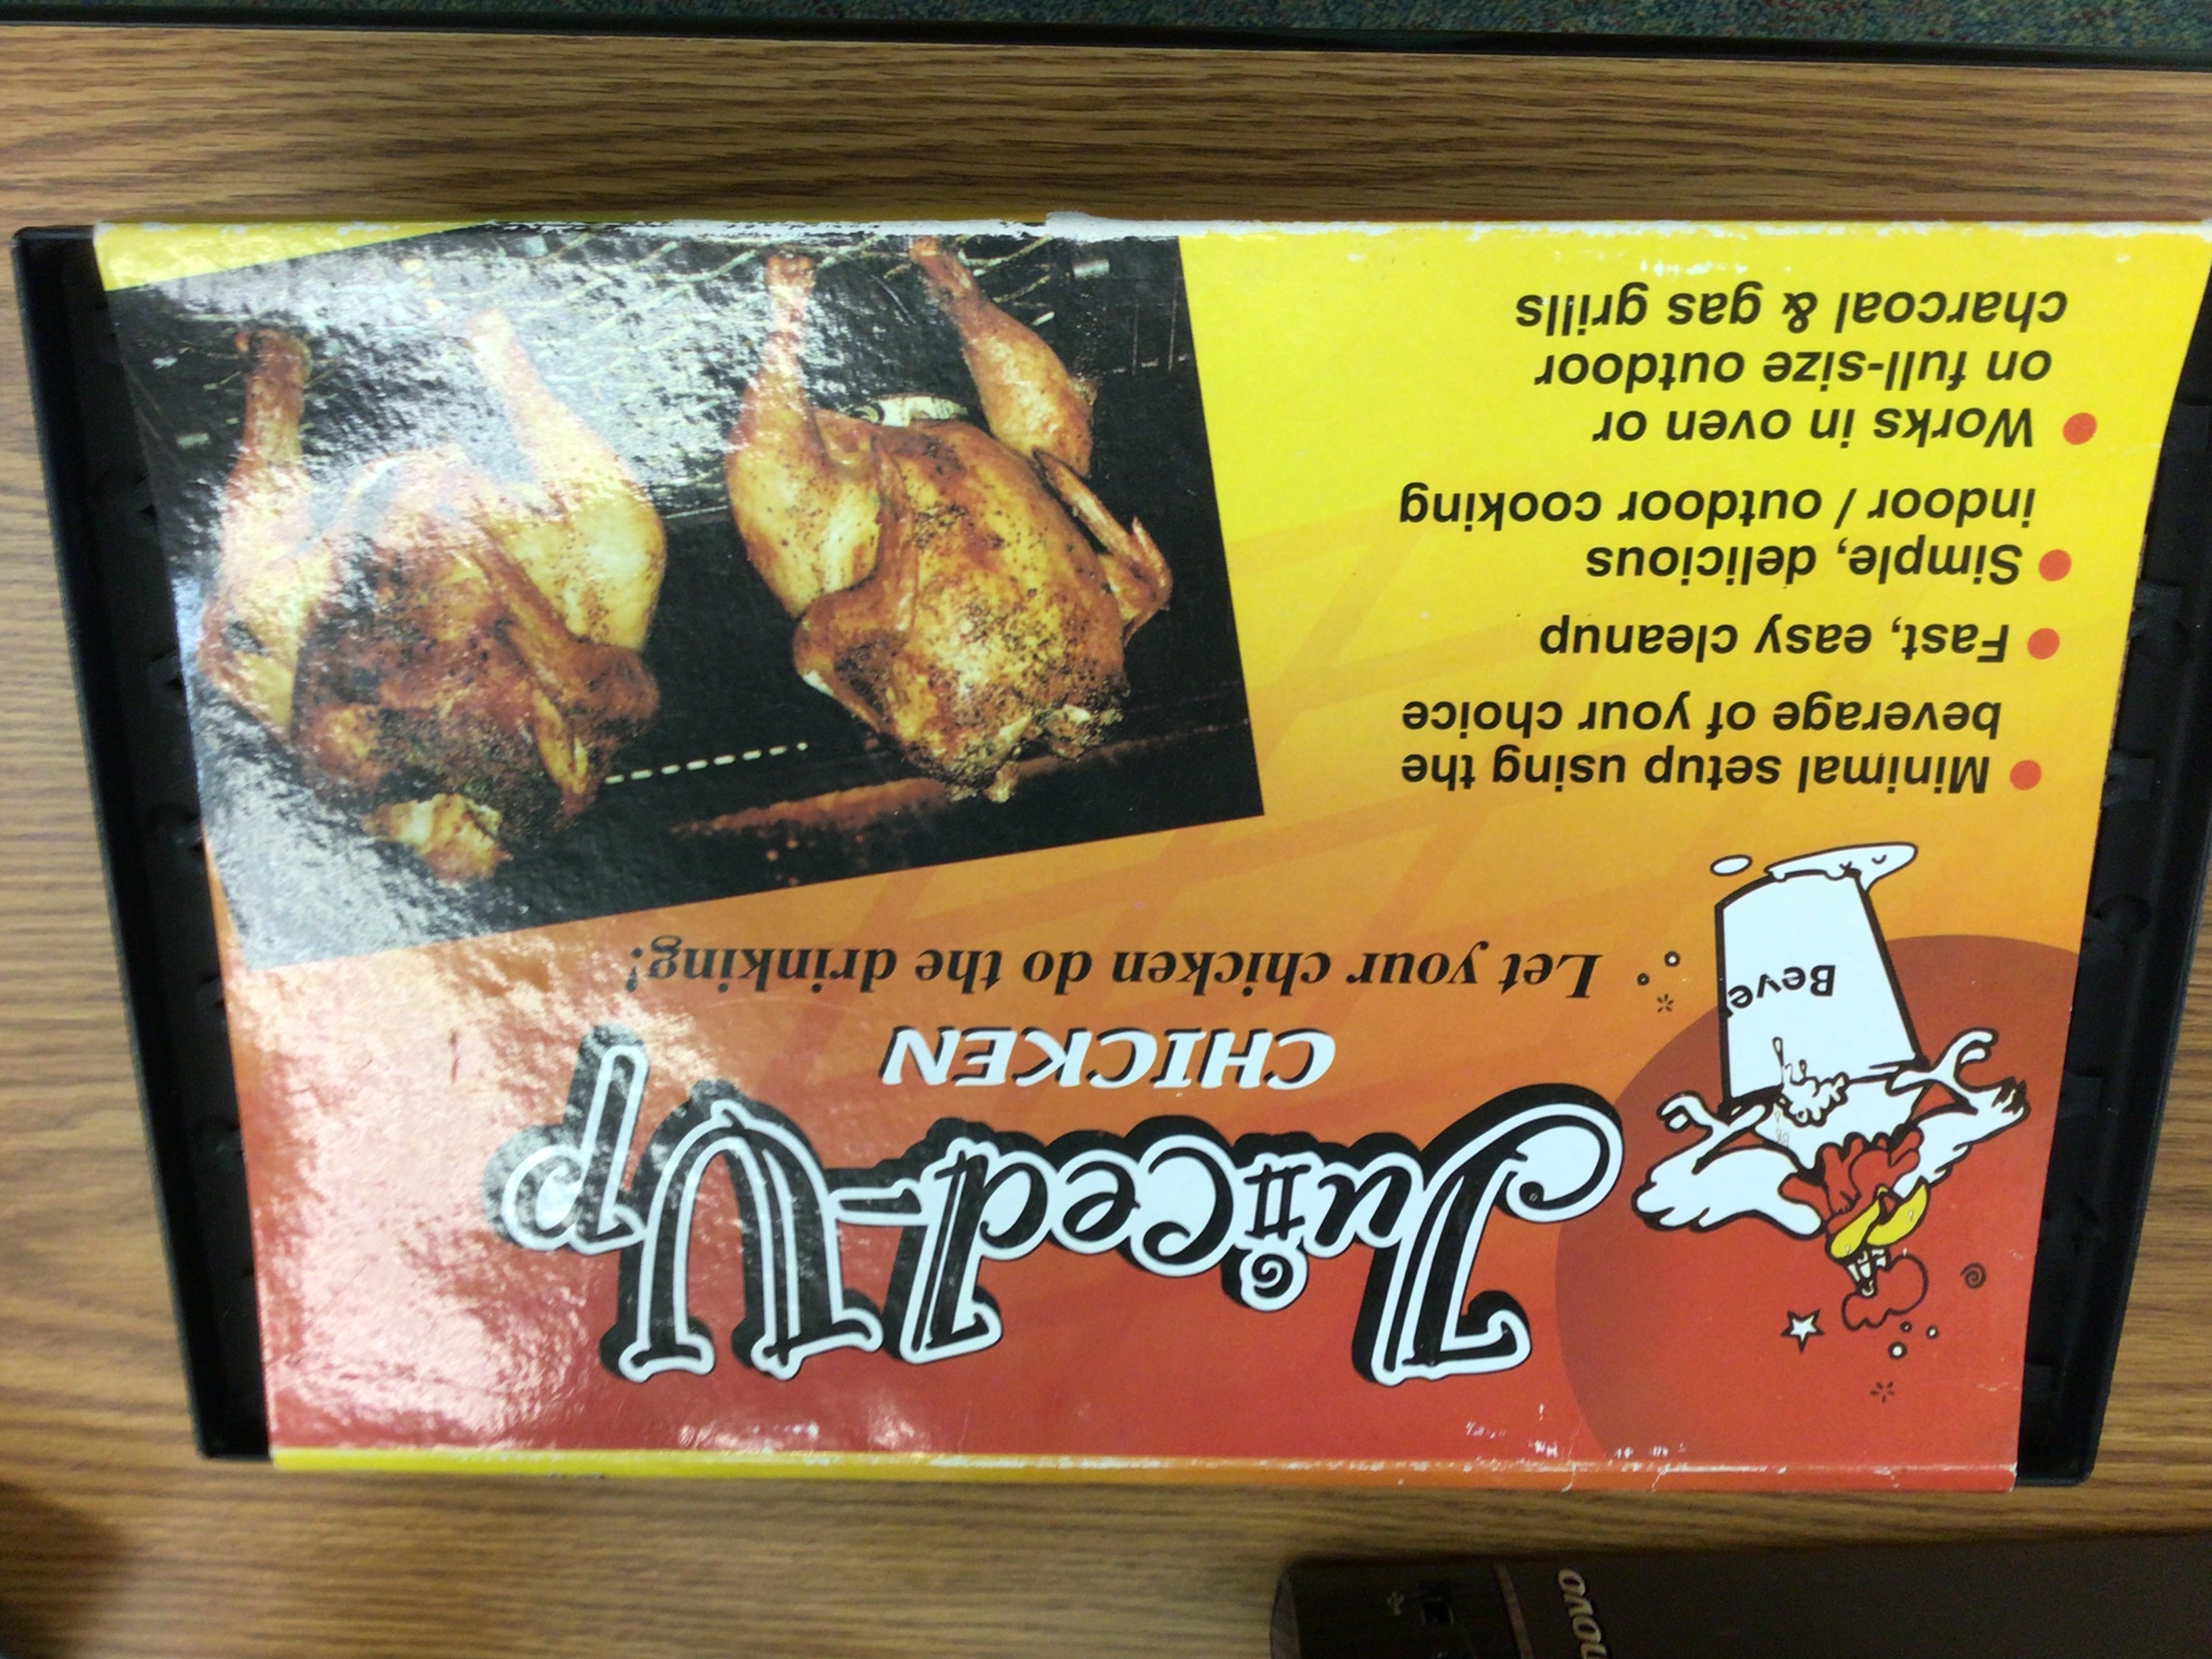 Juiced-Up
CHICKEN
Let your chicken do the drinking!
Beve
Minimal setup using the
beverage of your choice
Fast, easy cleanup
Simple, delicious
indoor / outdoor cooking
Works in oven or
on full-size outdoor
charcoal & gas grills